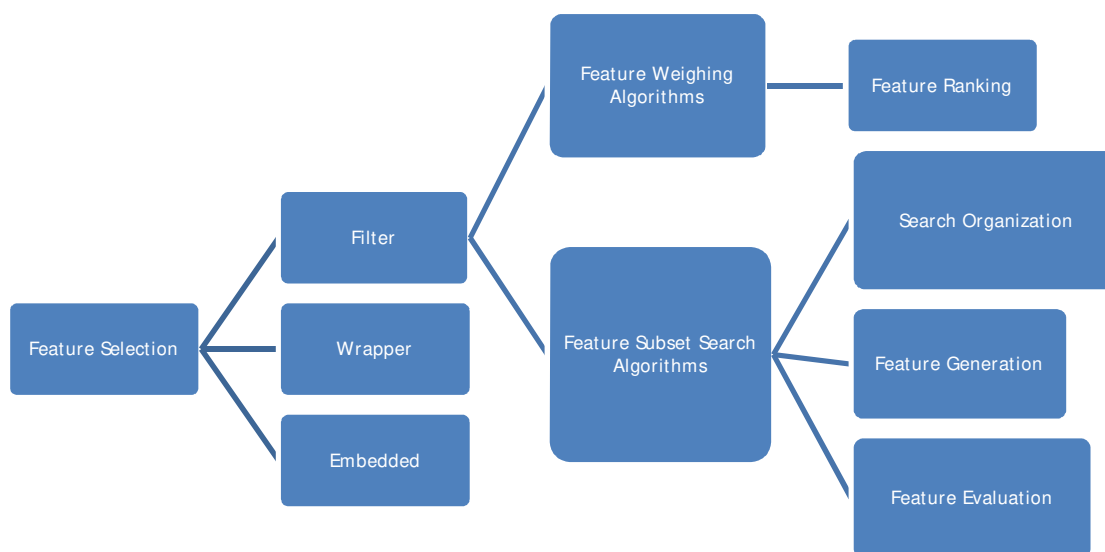 Feature Selection
Filter
Wrapper
Embedded
Feature Weighing
Algorithms
Feature Subset Search
Algorithms
Feature Ranking
Search Organization
Feature Generation
Feature Evaluation